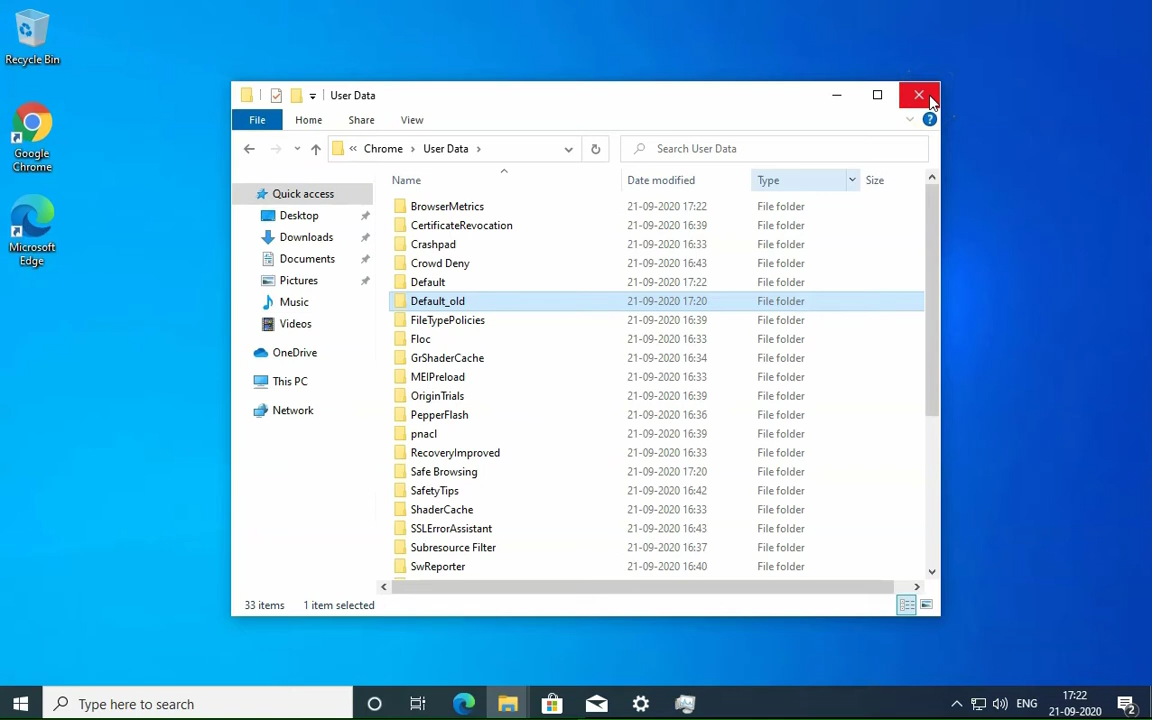 Recycle Bin
Google
Chrome
Microsoft
Edge
User Data
File Home Share View
Chrome User Data
Search User Data
Name Date modified Type Size
Quick access
Desktop
Downloads
Documents
Pictures
Music
Videos
OneDrive
This PC
Network
BrowserMetrics 21-09-2020 17:22 File folder
CertificateRevocation 21-09-2020 16:39 File folder
Crashpad 21-09-2020 16:33 File folder
Crowd Deny 21-09-2020 16:43 File folder
Default 21-09-2020 17:22 File folder
Default_old 21-09-2020 17:20 File folder
FileTypePolicies 21-09-2020 16:39 File folder
Floc 21-09-2020 16:33 File folder
GrShaderCache 21-09-2020 16:34 File folder
MEIPreload 21-09-2020 16:33 File folder
OriginTrials 21-09-2020 16:39 File folder
PepperFlash 21-09-2020 16:36 File folder
pnacl 21-09-2020 16:39 File folder
RecoveryImproved 21-09-2020 16:33 File folder
Safe Browsing 21-09-2020 17:20 File folder
SafetyTips 21-09-2020 16:42 File folder
ShaderCache 21-09-2020 16:33 File folder
SSLErrorAssistant 21-09-2020 16:43 File folder
Subresource Filter 21-09-2020 16:37 File folder
SwReporter 21-09-2020 16:40 File folder
33 items 1 item selected
Type here to search
ENG
17:22
21-09-2020
2